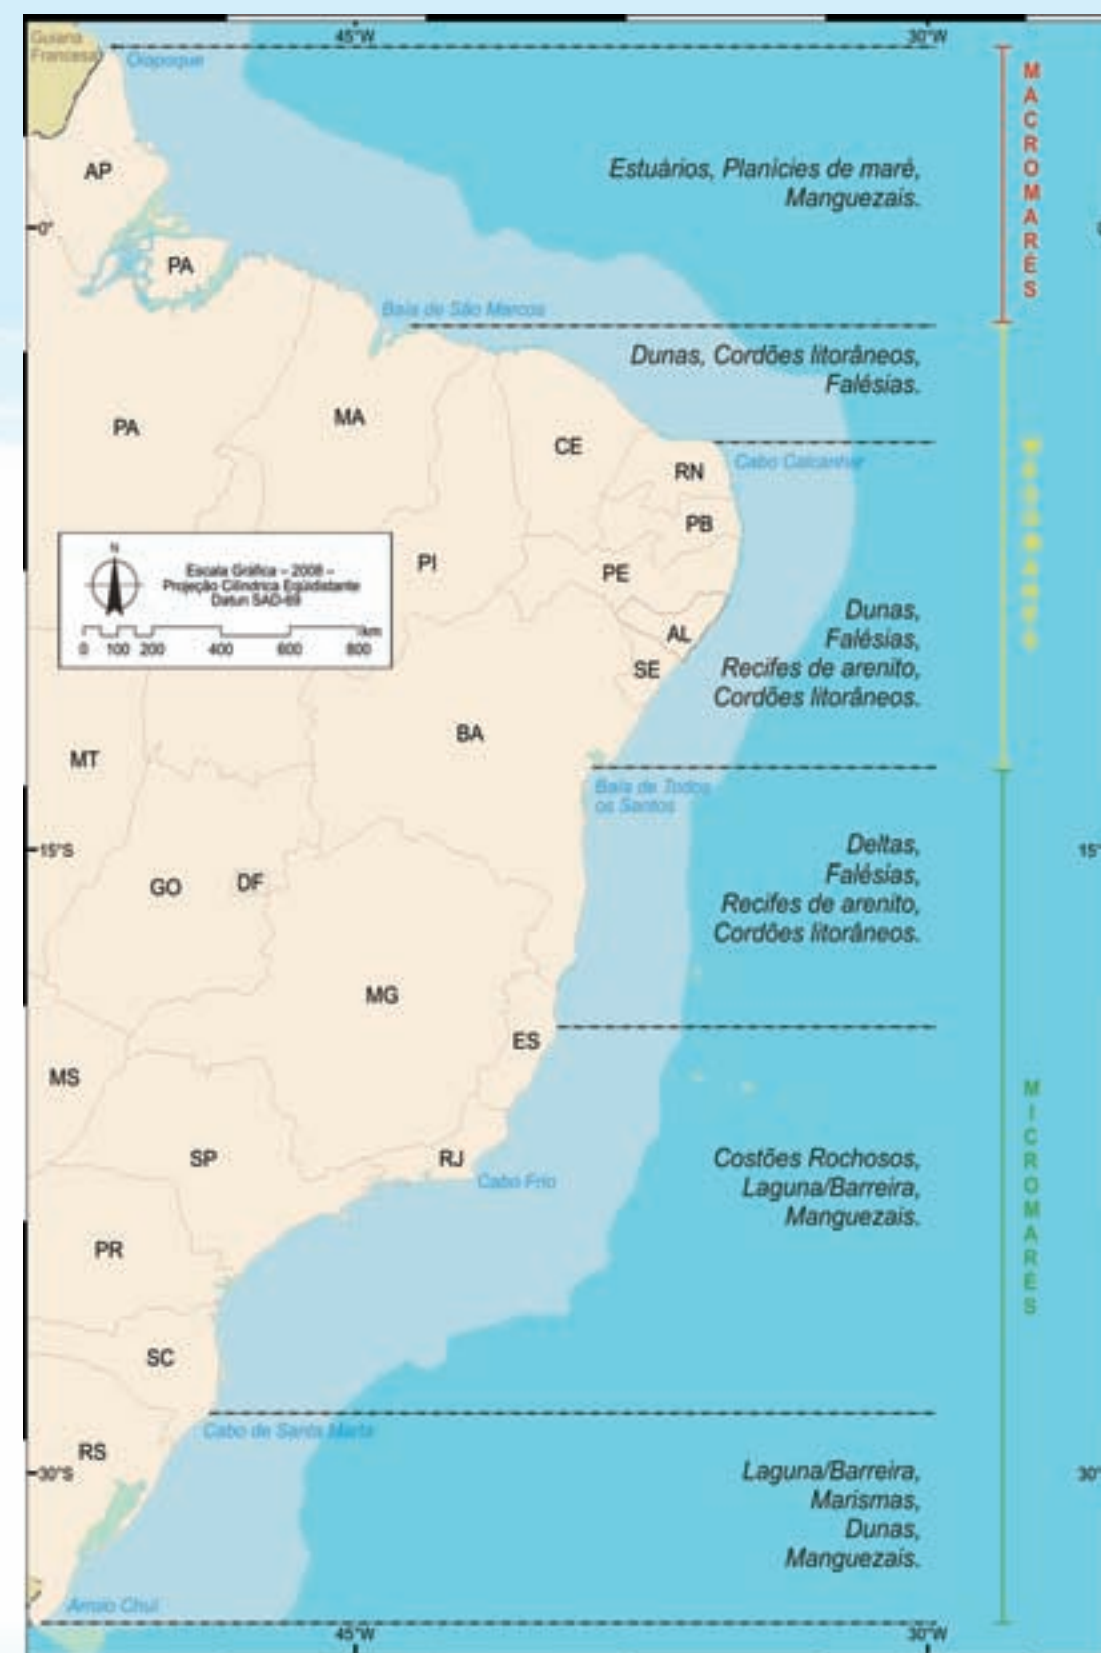 Guiana
Francesa
45°W
30°W
Oiapoque
MACROMARÉS
AP
Estuários, Planícies de maré,
Manguezais.
0°
PA
Baía de São Marcos
Dunas, Cordões litorâneos,
Falésias.
MA
PA
CE
RN
Cabo Calcanhar
PB
N
Escala Gráfica – 2008 –
Projeção Cilíndrica Eqüidistante
Datun SAD-69
km
0 100 200 400 600 800
PI
PE
Dunas,
Falésias,
Recifes de arenito,
Cordões litorâneos.
AL
SE
BA
MT
Baía de Todos
os Santos
15°S
15°
Deltas,
Falésias,
Recifes de arenito,
Cordões litorâneos.
GO
DF
MG
ES
MS
MICROMARÉS
SP
RJ
Cabo Frio
Costões Rochosos,
Laguna/Barreira,
Manguezais.
PR
SC
Cabo de Santa Marta
RS
30°S
30°
Laguna/Barreira,
Marismas,
Dunas,
Manguezais.
Arroio Chuí
45°W
30°W